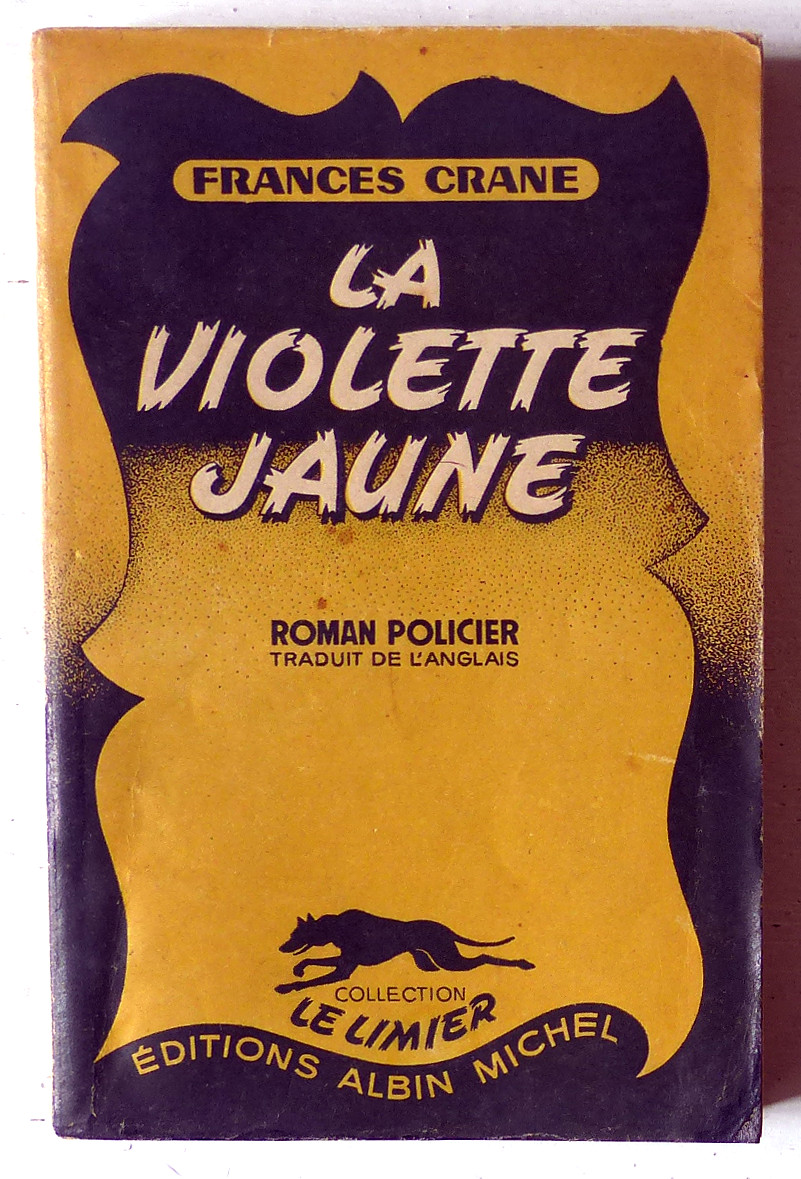 FRANCES CRANE
LA
VIOLETTE
JAUNE
ROMAN POLICIER
TRADUIT DE L'ANGLAIS
COLLECTION
LE LIMIER
ÉDITIONS ALBIN MICHEL